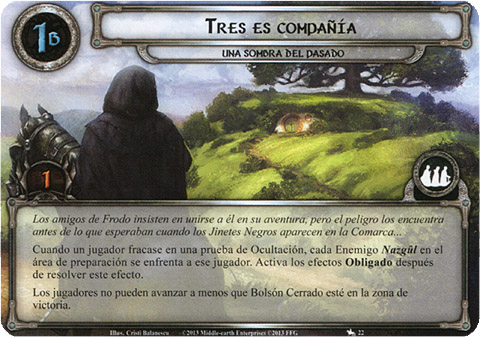 1B
Tres es compañía
una sombra del pasado
1
Los amigos de Frodo insisten en unirse a él en su aventura, pero el peligro los encuentra
antes de lo que esperaban cuando los Jinetes Negros aparecen en la Comarca...
Cuando un jugador fracase en una prueba de Ocultación, cada Enemigo Nazgûl en el
área de preparación se enfrenta a ese jugador. Activa los efectos Obligado después
de resolver este efecto.
Los jugadores no pueden avanzar a menos que Bolsón Cerrado esté en la zona de
victoria.
Illus. Cristi Balanescu ©2013 Middle-earth Enterprises ©2013 FFG 22